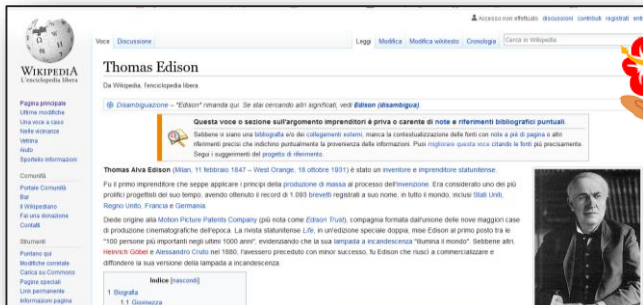 Accesso non effettuato discussioni contributi registrati entra
Voce Discussione Leggi Modifica Modifica wikitesto Cronologia Cerca in Wikipedia
WIKIPEDIA
L'enciclopedia libera
Thomas Edison
Da Wikipedia, l'enciclopedia libera.
Disambiguazione – "Edison" rimanda qui. Se stai cercando altri significati, vedi Edison (disambigua).
Questa voce o sezione sull'argomento imprenditori è priva o carente di note e riferimenti bibliografici puntuali.
Sebbene vi siano una bibliografia e/o dei collegamenti esterni, manca la contestualizzazione delle fonti con note a piè di pagina o altri
riferimenti precisi che indichino puntualmente la provenienza delle informazioni. Puoi migliorare questa voce citando le fonti più precisamente.
Segui i suggerimenti del progetto di riferimento.
Thomas Alva Edison (Milan, 11 febbraio 1847 – West Orange, 18 ottobre 1931) è stato un inventore e imprenditore statunitense.
Fu il primo imprenditore che seppe applicare i principi della produzione di massa al processo dell'invenzione. Era considerato uno dei più
prolifici progettisti del suo tempo, avendo ottenuto il record di 1.093 brevetti registrati a suo nome, in tutto il mondo, inclusi Stati Uniti,
Regno Unito, Francia e Germania.
Diede origine alla Motion Picture Patents Company (più nota come Edison Trust), compagnia formata dall'unione delle nove maggiori case
di produzione cinematografiche dell'epoca. La rivista statunitense Life, in un'edizione speciale doppia, mise Edison al primo posto tra le
"100 persone più importanti negli ultimi 1000 anni", evidenziando che la sua lampada a incandescenza "illumina il mondo". Sebbene altri,
Heinrich Göbel e Alessandro Cruto nel 1880, l'avessero preceduto con minor successo, fu Edison che riuscì a commercializzare e
diffondere la sua versione della lampada a incandescenza.
Indice [nascondi]
1 Biografia
1.1 Giovinezza
Pagina principale
Ultime modifiche
Una voce a caso
Nelle vicinanze
Vetrina
Aiuto
Sportello informazioni
Comunità
Portale Comunità
Bar
Il Wikipediano
Fai una donazione
Contatti
Strumenti
Puntano qui
Modifiche correlate
Carica su Commons
Pagine speciali
Link permanente
Informazioni pagina